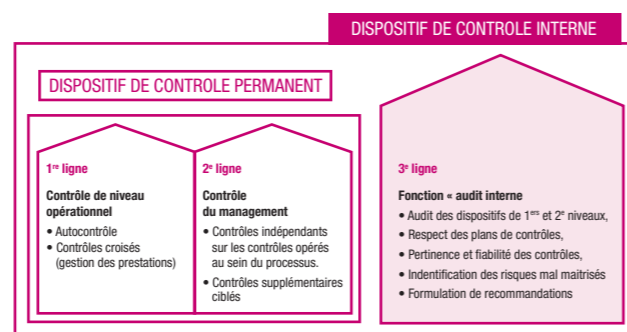 DISPOSITIF DE CONTROLE INTERNE
DISPOSITIF DE CONTROLE PERMANENT
1re ligne
Contrôle de niveau
opérationnel
• Autocontrôle
• Contrôles croisés
(gestion des prestations)
2e ligne
Contrôle
du management
• Contrôles indépendants
sur les contrôles opérés
au sein du processus.
• Contrôles supplémentaires
ciblés
3e ligne
Fonction « audit interne
• Audit des dispositifs de 1ers et 2e niveaux,
• Respect des plans de contrôles,
• Pertinence et fiabilité des contrôles,
• Indentification des risques mal maitrisés
• Formulation de recommandations